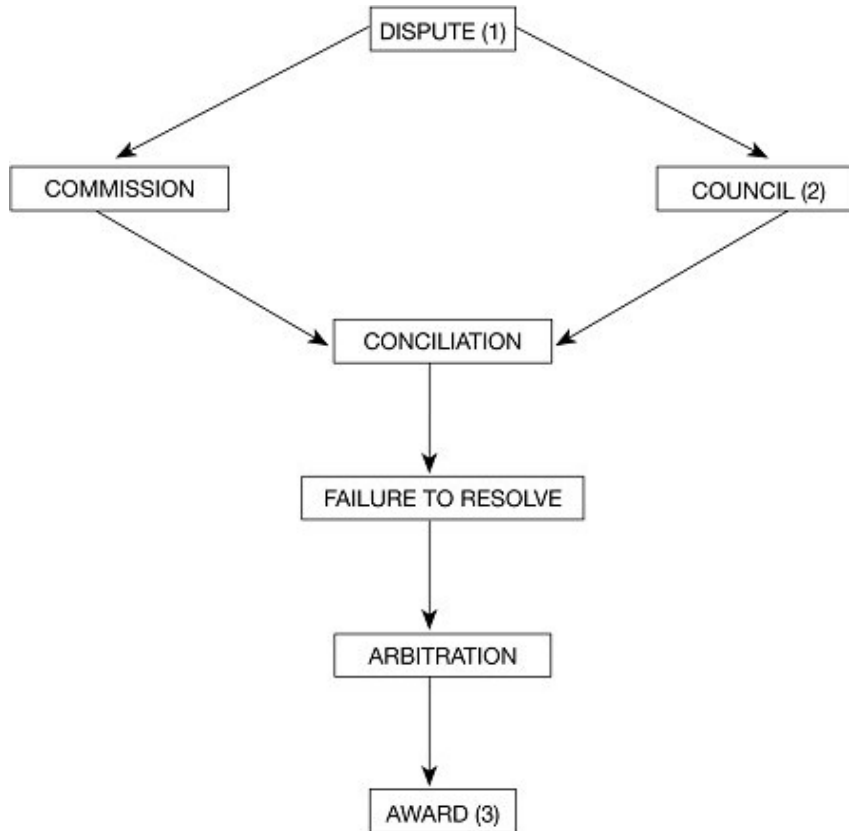 DISPUTE (1)
COMMISSION
COUNCIL (2)
CONCILIATION
FAILURE TO RESOLVE
ARBITRATION
AWARD (3)